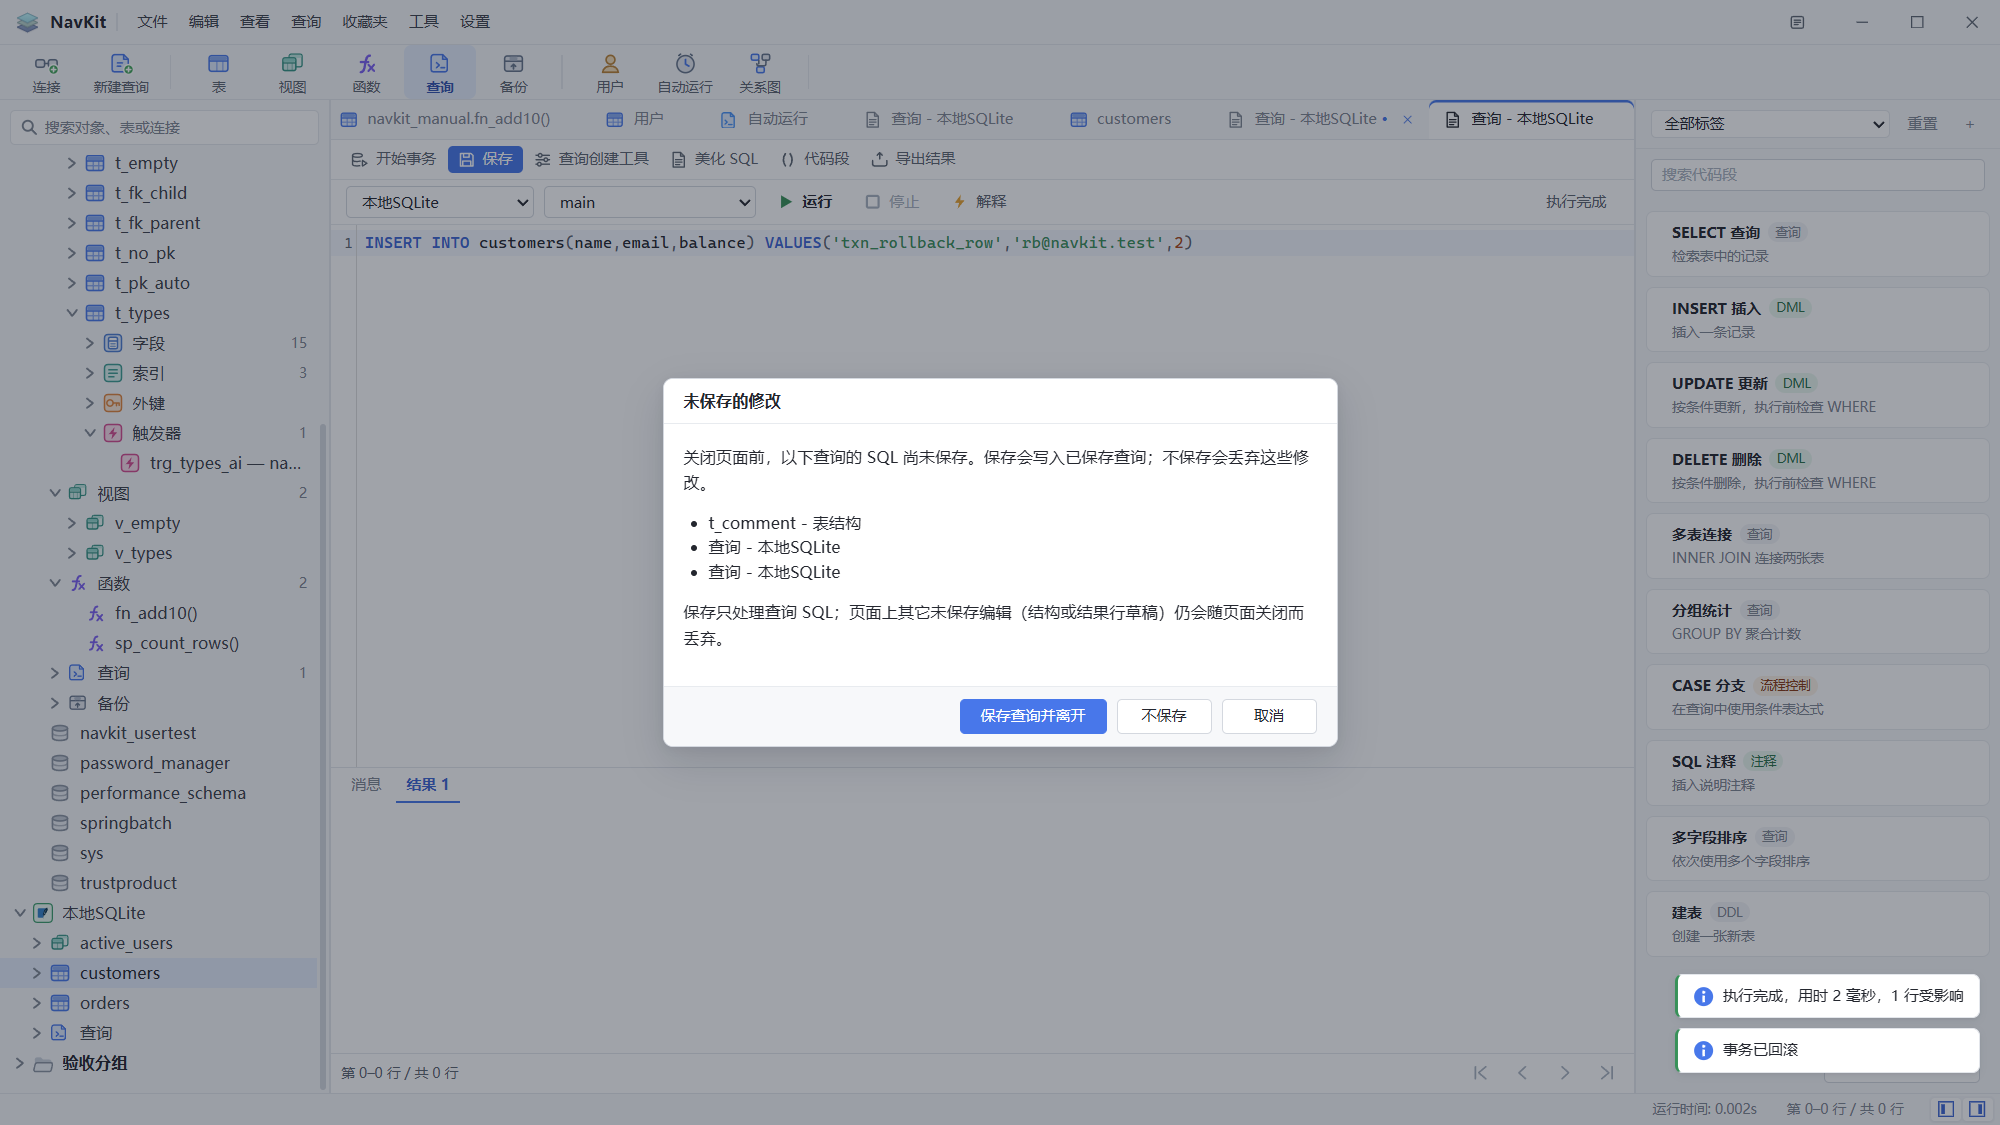 NavKit 文件 编辑 查看 查询 收藏夹 工具 设置
连接 新建查询 表 视图 函数 查询 备份 用户 自动运行 关系图
搜索对象、表或连接
t_empty
t_fk_child
t_fk_parent
t_no_pk
t_pk_auto
t_types
字段 15
索引 3
外键
触发器 1
trg_types_ai — na...
视图 2
v_empty
v_types
函数 2
fn_add10()
sp_count_rows()
查询 1
备份
navkit_usertest
password_manager
performance_schema
springbatch
sys
trustproduct
本地SQLite
active_users
customers
orders
查询
验收分组
navkit_manual.fn_add10() 用户 自动运行 查询 - 本地SQLite customers 查询 - 本地SQLite • × 查询 - 本地SQLite
开始事务 保存 查询创建工具 美化 SQL () 代码段 导出结果
本地SQLite main 运行 停止 解释 执行完成
1 INSERT INTO customers(name,email,balance) VALUES('txn_rollback_row','rb@navkit.test',2)
未保存的修改
关闭页面前，以下查询的 SQL 尚未保存。保存会写入已保存查询；不保存会丢弃这些修
改。
• t_comment - 表结构
• 查询 - 本地SQLite
• 查询 - 本地SQLite
保存只处理查询 SQL；页面上其它未保存编辑（结构或结果行草稿）仍会随页面关闭而
丢弃。
保存查询并离开 不保存 取消
消息 结果 1
第 0–0 行 / 共 0 行
全部标签 重置 +
搜索代码段
SELECT 查询 查询
检索表中的记录
INSERT 插入 DML
插入一条记录
UPDATE 更新 DML
按条件更新，执行前检查 WHERE
DELETE 删除 DML
按条件删除，执行前检查 WHERE
多表连接 查询
INNER JOIN 连接两张表
分组统计 查询
GROUP BY 聚合计数
CASE 分支 流程控制
在查询中使用条件表达式
SQL 注释 注释
插入说明注释
多字段排序 查询
依次使用多个字段排序
建表 DDL
创建一张新表
执行完成，用时 2 毫秒，1 行受影响
事务已回滚
运行时间: 0.002s 第 0–0 行 / 共 0 行